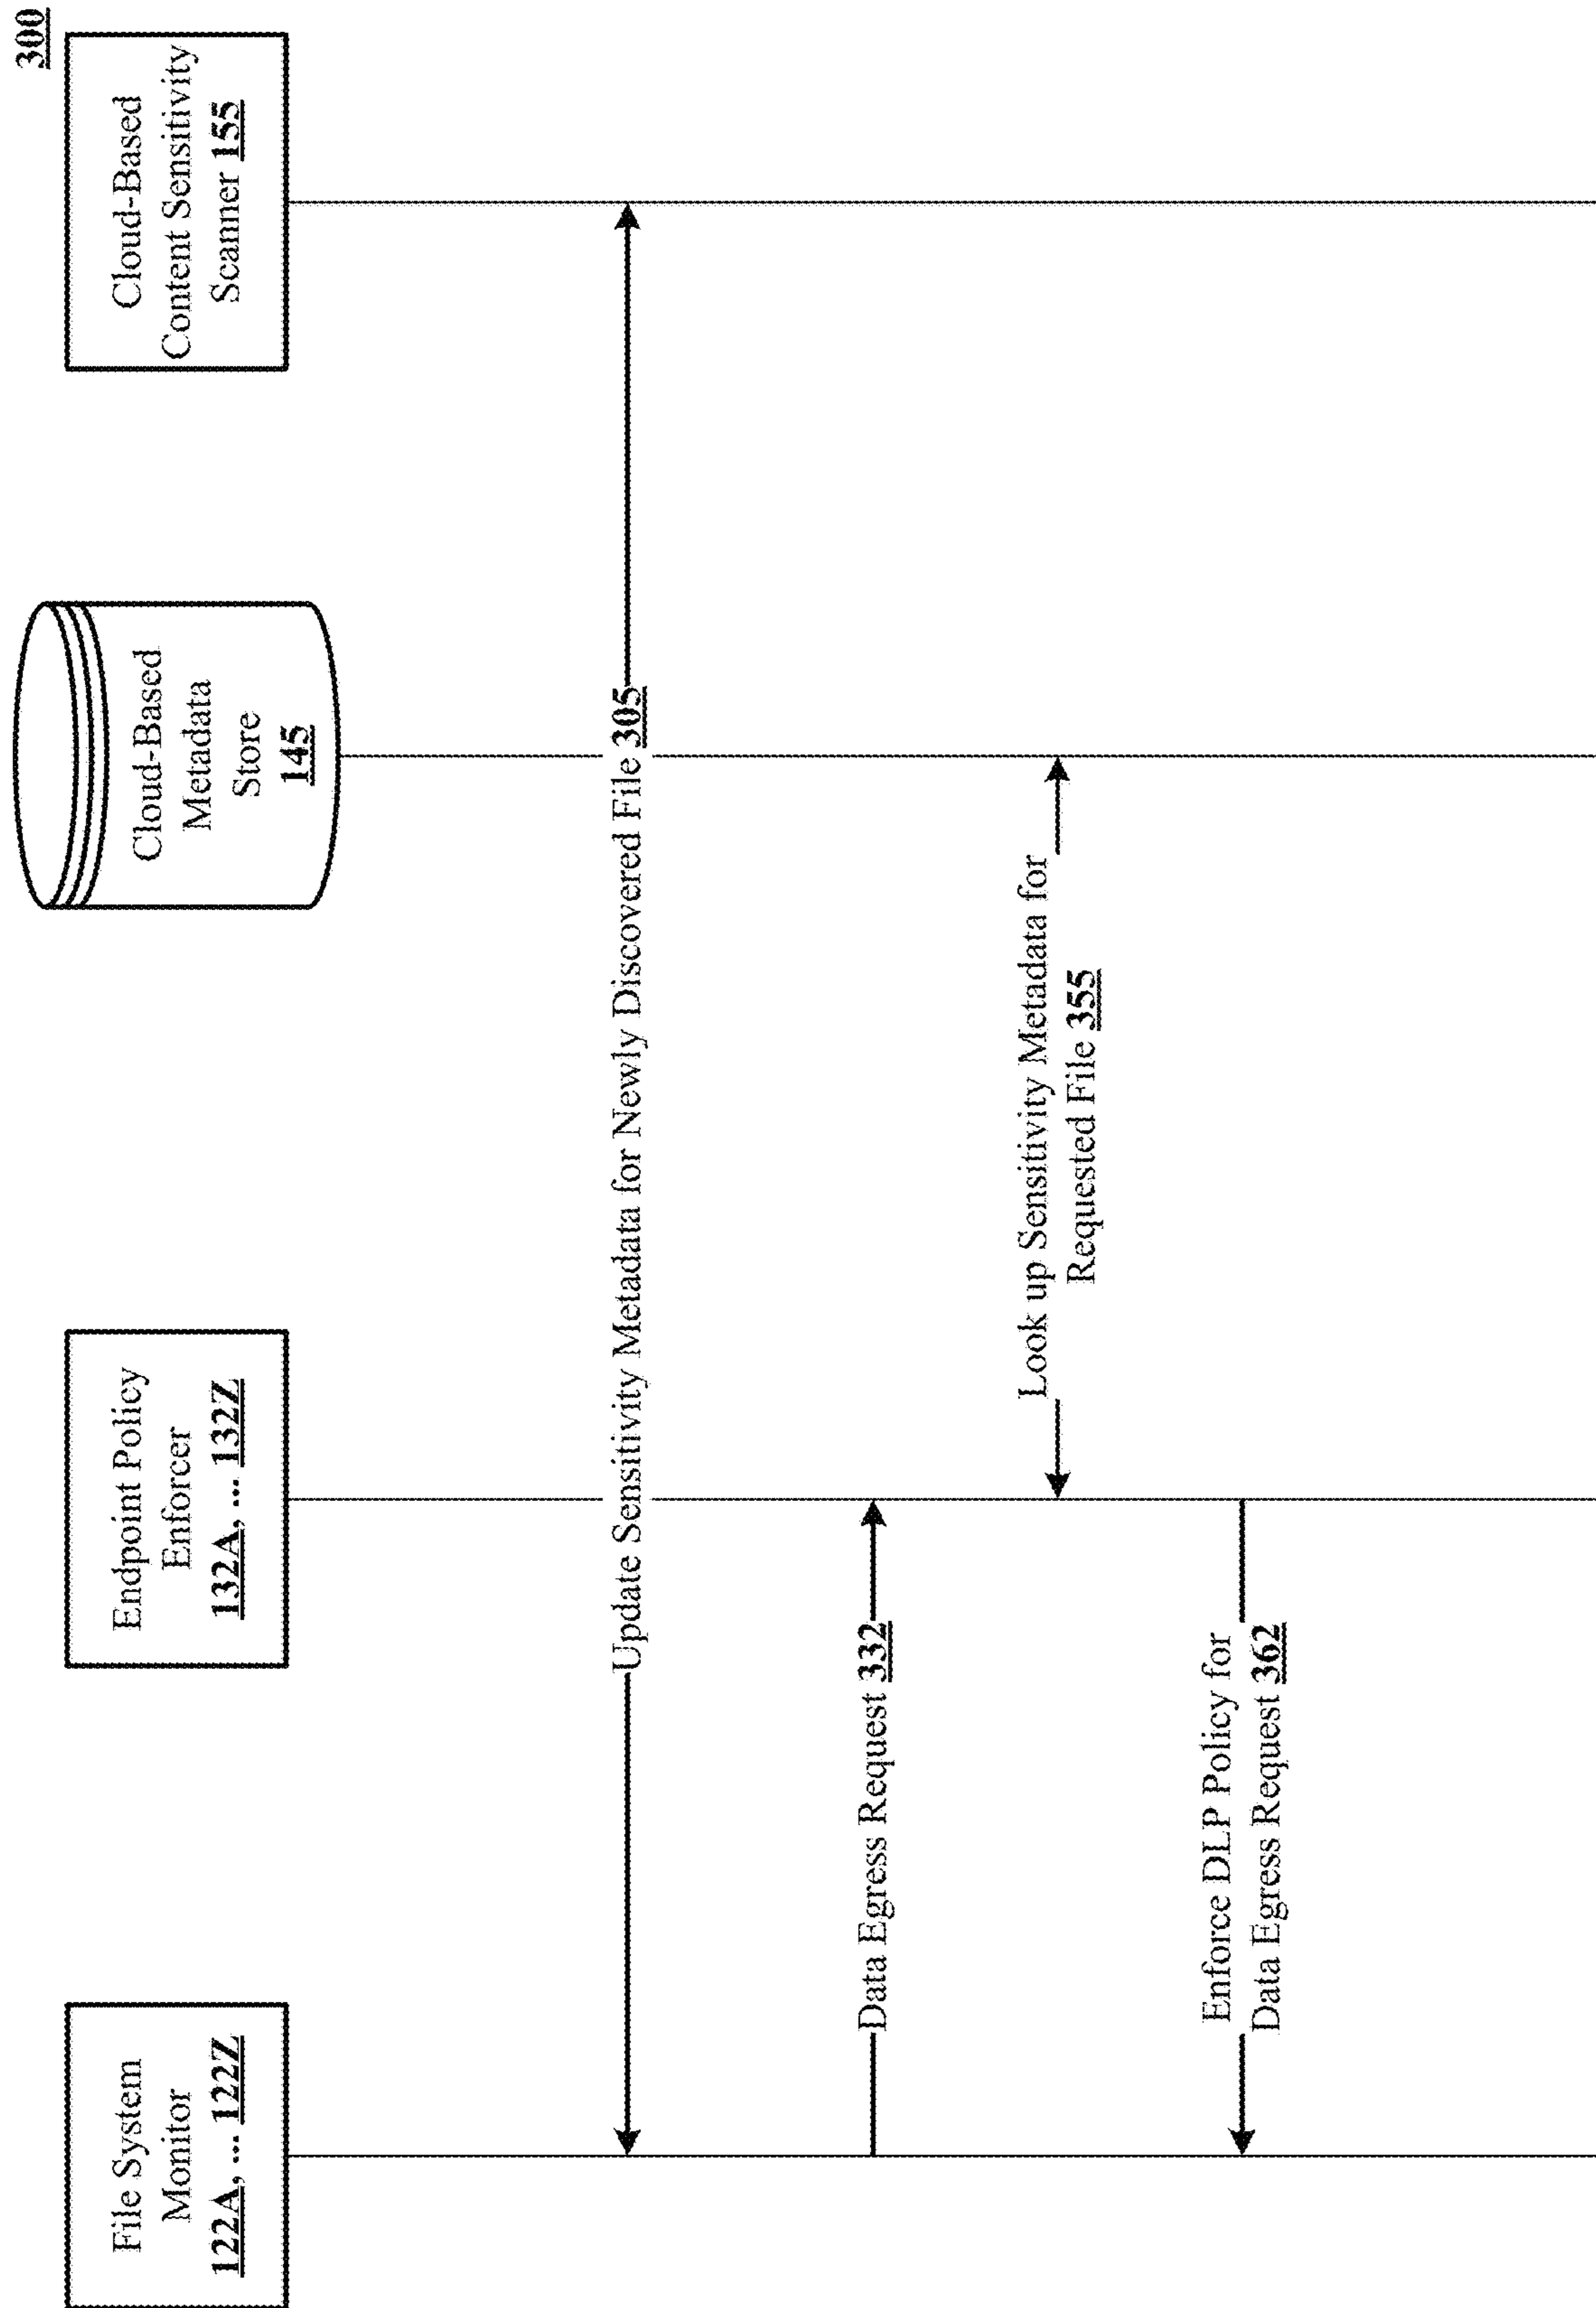 300
File System
Monitor
122A, ... 122Z
Endpoint Policy
Enforcer
132A, ... 132Z
Cloud-Based
Metadata
Store
145
Cloud-Based
Content Sensitivity
Scanner 155
Update Sensitivity Metadata for Newly Discovered File 305
Data Egress Request 332
Look up Sensitivity Metadata for
Requested File 355
Enforce DLP Policy for
Data Egress Request 362